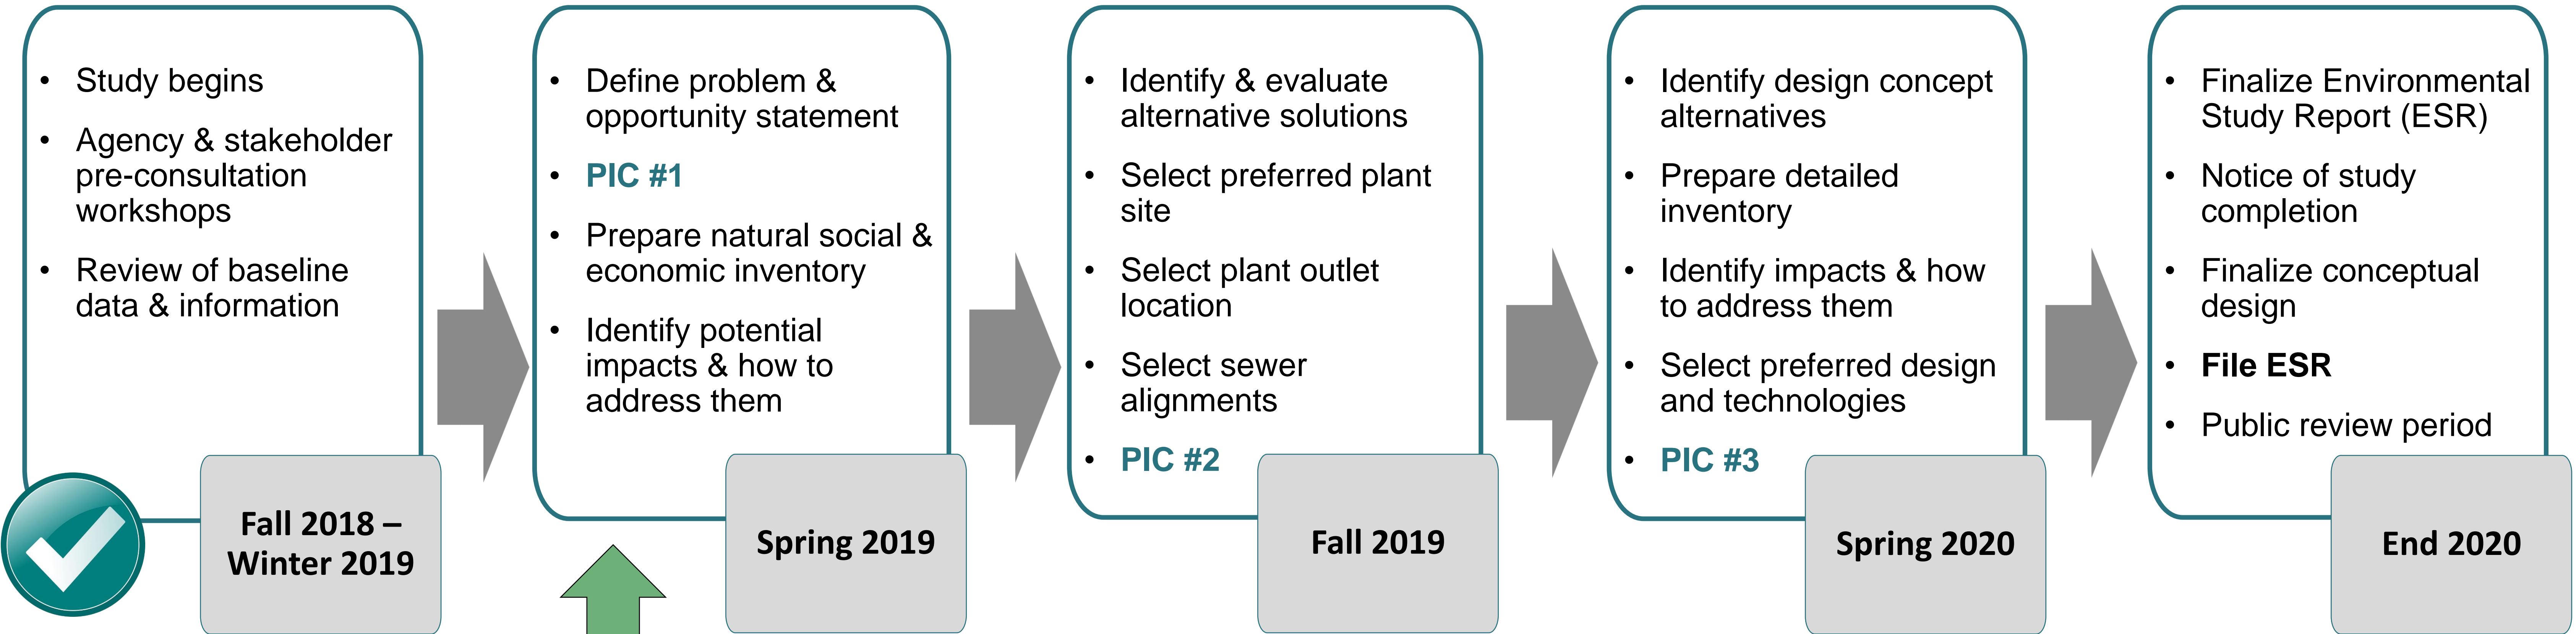 • Study begins
• Agency & stakeholder
pre-consultation
workshops
• Review of baseline
data & information
Fall 2018 –
Winter 2019
• Define problem &
opportunity statement
• PIC #1
• Prepare natural social &
economic inventory
• Identify potential
impacts & how to
address them
Spring 2019
• Identify & evaluate
alternative solutions
• Select preferred plant
site
• Select plant outlet
location
• Select sewer
alignments
• PIC #2
Fall 2019
• Identify design concept
alternatives
• Prepare detailed
inventory
• Identify impacts & how
to address them
• Select preferred design
and technologies
• PIC #3
Spring 2020
• Finalize Environmental
Study Report (ESR)
• Notice of study
completion
• Finalize conceptual
design
• File ESR
• Public review period
End 2020